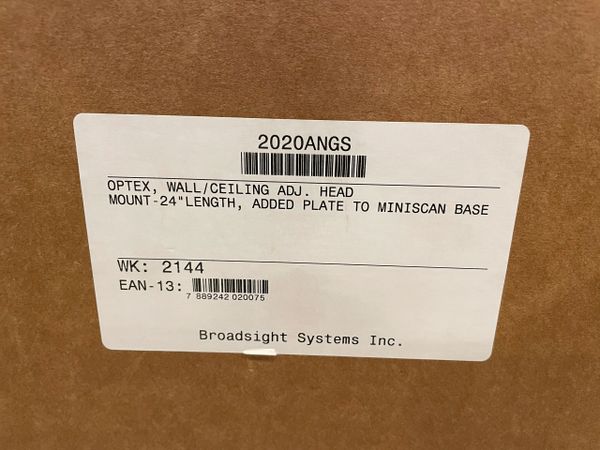 2020ANGS
OPTEX, WALL/CEILING ADJ. HEAD
MOUNT-24"LENGTH, ADDED PLATE TO MINISCAN BASE
WK: 2144
EAN-13:
7 889242 020075
Broadsight Systems Inc.